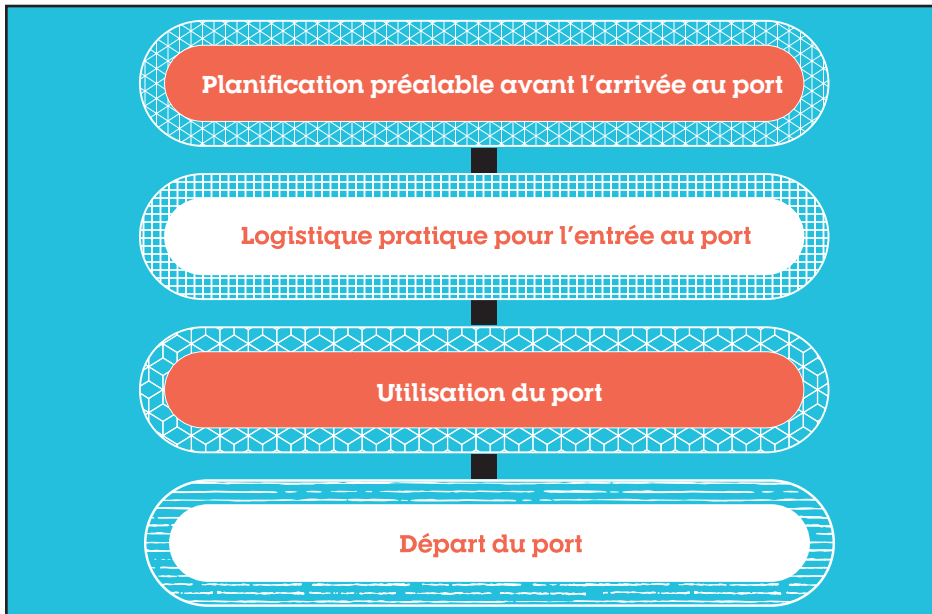 Planification préalable avant l’arrivée au port
Logistique pratique pour l’entrée au port
Utilisation du port
Départ du port